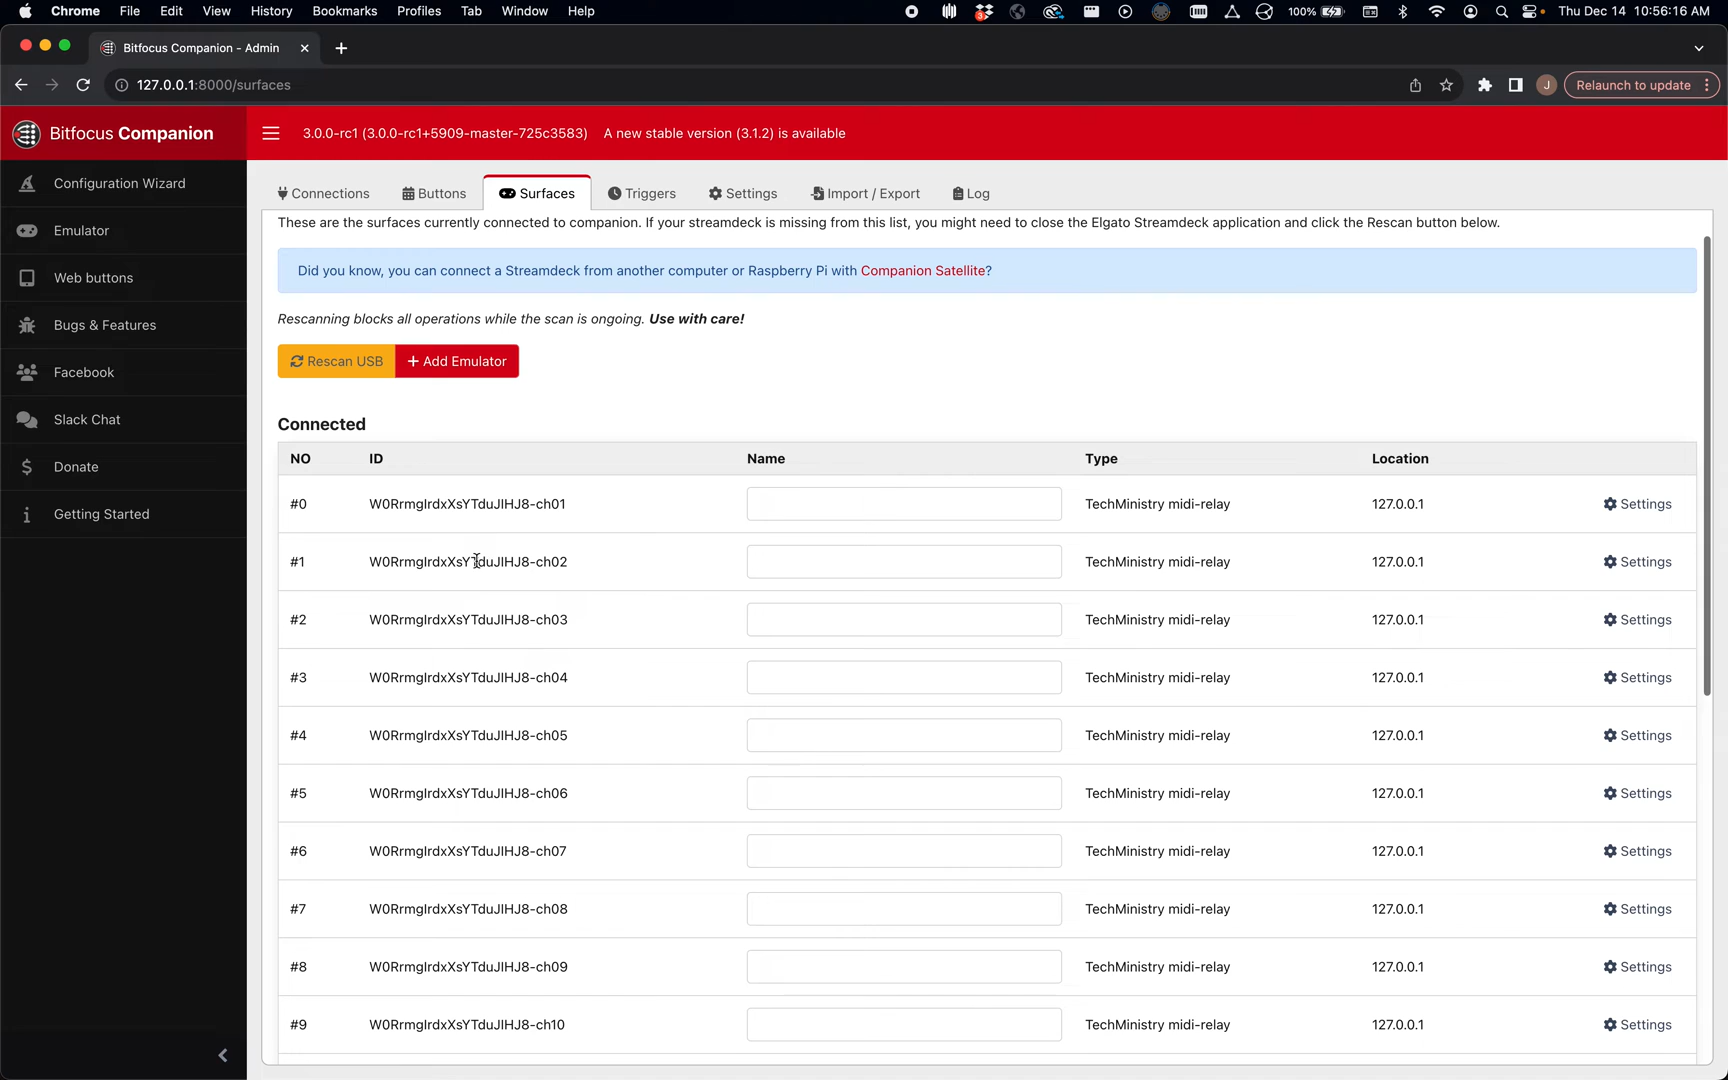 Chrome File Edit View History Bookmarks Profiles Tab Window Help 3 100% Thu Dec 14 10:56:16 AM
Bitfocus Companion - Admin
127.0.0.1:8000/surfaces J Relaunch to update
Bitfocus Companion 3.0.0-rc1 (3.0.0-rc1+5909-master-725c3583) A new stable version (3.1.2) is available
Configuration Wizard
Emulator
Web buttons
Bugs & Features
Facebook
Slack Chat
Donate
Getting Started
Connections Buttons Surfaces Triggers Settings Import / Export Log
These are the surfaces currently connected to companion. If your streamdeck is missing from this list, you might need to close the Elgato Streamdeck application and click the Rescan button below.
Did you know, you can connect a Streamdeck from another computer or Raspberry Pi with Companion Satellite?
Rescanning blocks all operations while the scan is ongoing. Use with care!
Rescan USB + Add Emulator
Connected
NO ID Name Type Location
#0 W0RrmgIrdxXsYTduJIHJ8-ch01 TechMinistry midi-relay 127.0.0.1 Settings
#1 W0RrmgIrdxXsYTduJIHJ8-ch02 TechMinistry midi-relay 127.0.0.1 Settings
#2 W0RrmgIrdxXsYTduJIHJ8-ch03 TechMinistry midi-relay 127.0.0.1 Settings
#3 W0RrmgIrdxXsYTduJIHJ8-ch04 TechMinistry midi-relay 127.0.0.1 Settings
#4 W0RrmgIrdxXsYTduJIHJ8-ch05 TechMinistry midi-relay 127.0.0.1 Settings
#5 W0RrmgIrdxXsYTduJIHJ8-ch06 TechMinistry midi-relay 127.0.0.1 Settings
#6 W0RrmgIrdxXsYTduJIHJ8-ch07 TechMinistry midi-relay 127.0.0.1 Settings
#7 W0RrmgIrdxXsYTduJIHJ8-ch08 TechMinistry midi-relay 127.0.0.1 Settings
#8 W0RrmgIrdxXsYTduJIHJ8-ch09 TechMinistry midi-relay 127.0.0.1 Settings
#9 W0RrmgIrdxXsYTduJIHJ8-ch10 TechMinistry midi-relay 127.0.0.1 Settings